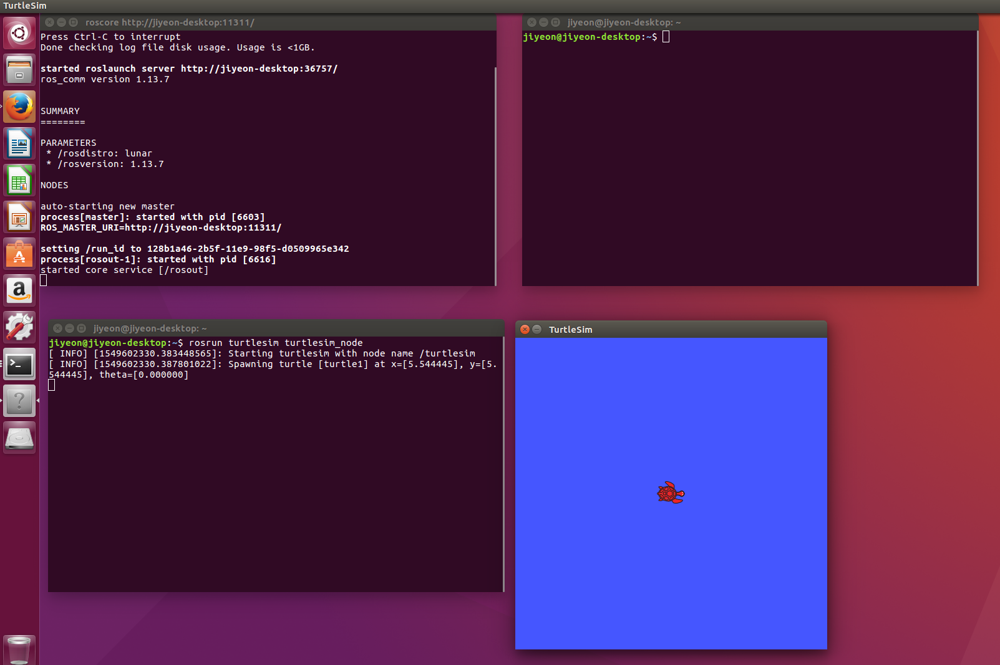 TurtleSim
roscore http://jiyeon-desktop:11311/
Press Ctrl-C to interrupt
Done checking log file disk usage. Usage is <1GB.
started roslaunch server http://jiyeon-desktop:36757/
ros_comm version 1.13.7
SUMMARY
========
PARAMETERS
 * /rosdistro: lunar
 * /rosversion: 1.13.7
NODES
auto-starting new master
process[master]: started with pid [6603]
ROS_MASTER_URI=http://jiyeon-desktop:11311/
setting /run_id to 128b1a46-2b5f-11e9-98f5-d0509965e342
process[rosout-1]: started with pid [6616]
started core service [/rosout]
jiyeon@jiyeon-desktop: ~
jiyeon@jiyeon-desktop:~$
jiyeon@jiyeon-desktop: ~
jiyeon@jiyeon-desktop:~$ rosrun turtlesim turtlesim_node
[ INFO] [1549602330.383448565]: Starting turtlesim with node name /turtlesim
[ INFO] [1549602330.387801022]: Spawning turtle [turtle1] at x=[5.544445], y=[5.
544445], theta=[0.000000]
TurtleSim